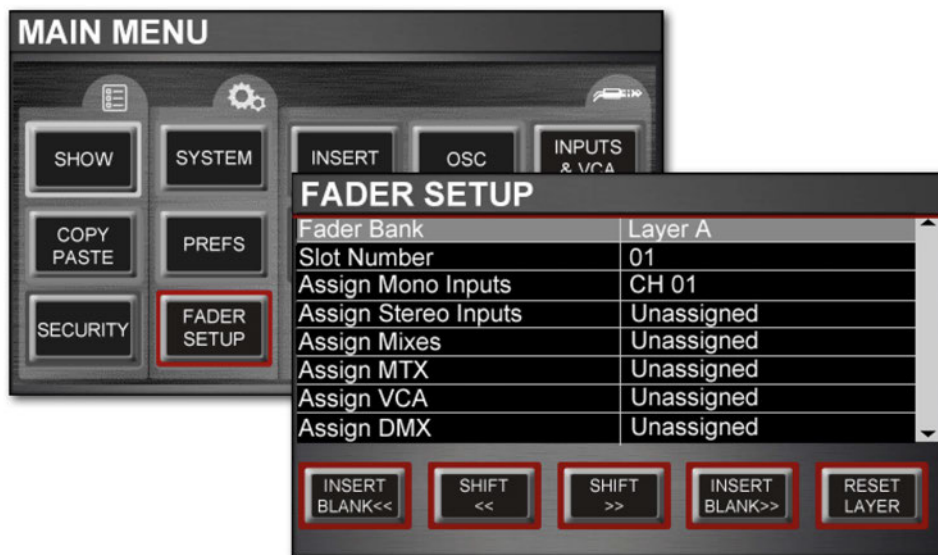 MAIN MENU
SHOW
SYSTEM
INSERT
OSC
INPUTS
& VCA
COPY
PASTE
PREFS
SECURITY
FADER
SETUP
FADER SETUP
Fader Bank Layer A
Slot Number 01
Assign Mono Inputs CH 01
Assign Stereo Inputs Unassigned
Assign Mixes Unassigned
Assign MTX Unassigned
Assign VCA Unassigned
Assign DMX Unassigned
INSERT
BLANK<<
SHIFT
<<
SHIFT
>>
INSERT
BLANK>>
RESET
LAYER